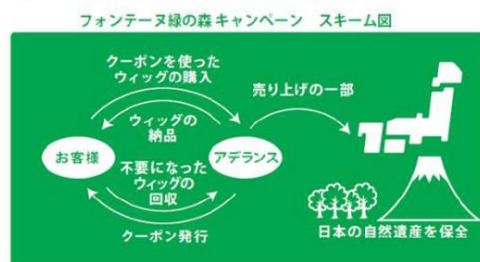 フォンテーヌ緑の森キャンペーン　スキーム図
クーポンを使った
ウィッグの購入
売り上げの一部
ウィッグの
納品
お客様
アデランス
不要になった
ウィッグの
回収
クーポン発行
日本の自然遺産を保全